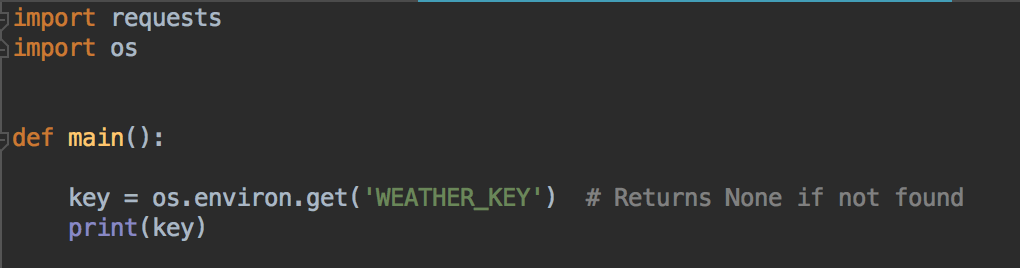 import requests
import os
def main():
key = os.environ.get('WEATHER_KEY')  # Returns None if not found
print(key)